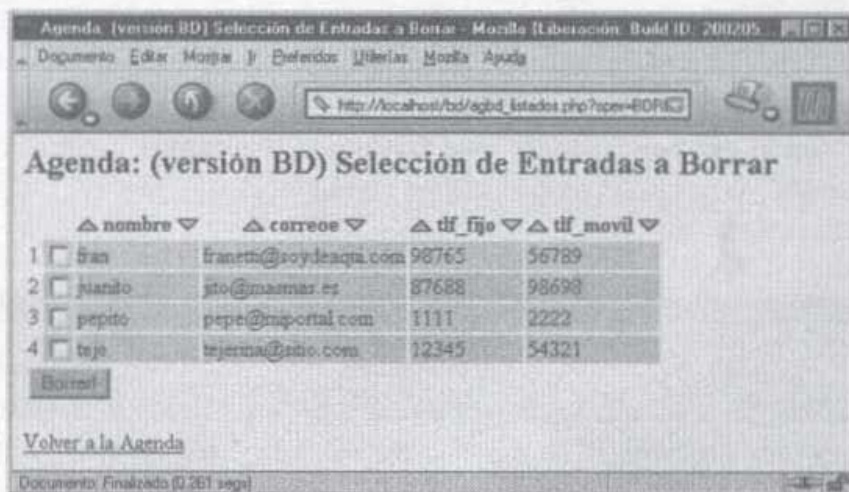 Agenda: (versión BD) Selección de Entradas a Borrar - Mozilla {Liberación: Build ID: 200205...
Documento Editar Mostrar Ir Preferidos Utilerías Mozilla Ayuda
http://localhost/bd/agbd_listados.php?oper=BORR
Agenda: (versión BD) Selección de Entradas a Borrar
nombre correoe tlf_fijo tlf_movil
1 fran franetti@soydeaqui.com 98765 56789
2 juanito jito@masmas.es 87688 98698
3 pepito pepe@miportal.com 1111 2222
4 tejo tejerina@sitio.com 12345 54321
Borrar!
Volver a la Agenda
Documento: Finalizado (0.261 segs)